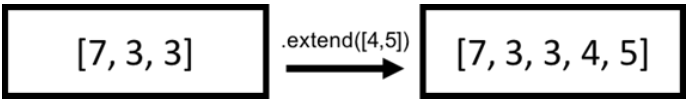 [7, 3, 3]
.extend([4,5])
[7, 3, 3, 4, 5]